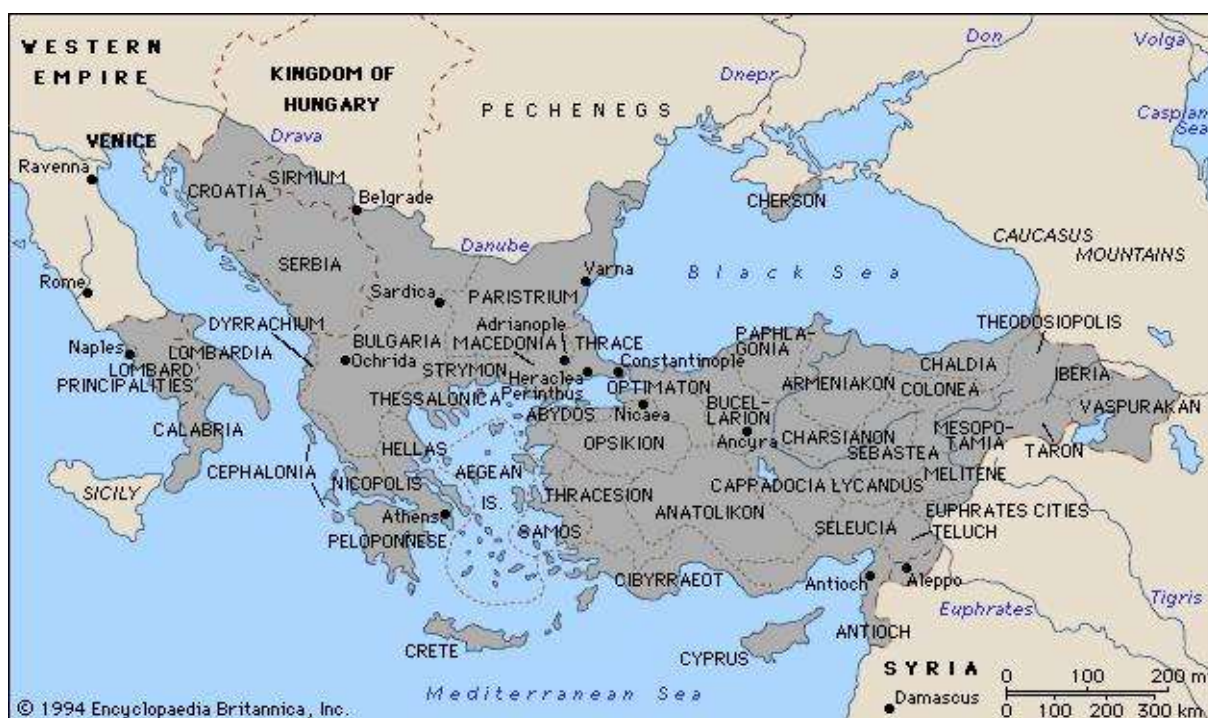 WESTERN
EMPIRE
KINGDOM OF
HUNGARY
PECHENEGS
Dnepr
Don
Volga
Caspian
Sea
VENICE
Drava
Ravenna
CROATIA
SIRMIUM
Belgrade
CHERSON
CAUCASUS
MOUNTAINS
Danube
SERBIA
Varna
Black Sea
Rome
Sardica
PARISTRIUM
DYRRACHIUM
Adrianople
PAPHLA-
GONIA
THEODOSIOPOLIS
Naples
LOMBARDIA
BULGARIA
MACEDONIA
THRACE
Ochrida
Constantinople
CHALDIA
IBERIA
LOMBARD
PRINCIPALITIES
STRYMON
Heraclea
Perinthus
OPTIMATON
ARMENIAKON
COLONEA
THESSALONICA
ABYDOS
Nicaea
BUCEL-
LARION
VASPURAKAN
CALABRIA
HELLAS
OPSIKION
Ancyra
CHARSIANON
SEBASTEA
MESOPO-
TAMIA
TARON
CEPHALONIA
AEGEAN
IS.
MELITENE
SICILY
NICOPOLIS
THRACESION
CAPPADOCIA
LYCANDUS
Athens
ANATOLIKON
EUPHRATES CITIES
PELOPONNESE
SAMOS
SELEUCIA
TELUCH
CIBYRRAEOT
Antioch
Aleppo
Euphrates
Tigris
CRETE
CYPRUS
ANTIOCH
Mediterranean Sea
SYRIA
Damascus
0 100 200 mi
0 100 200 300 km
© 1994 Encyclopaedia Britannica, Inc.